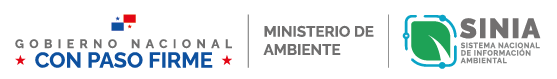 GOBIERNO NACIONAL
CON PASO FIRME
MINISTERIO DE
AMBIENTE
SINIA
SISTEMA NACIONAL
DE INFORMACIÓN
AMBIENTAL